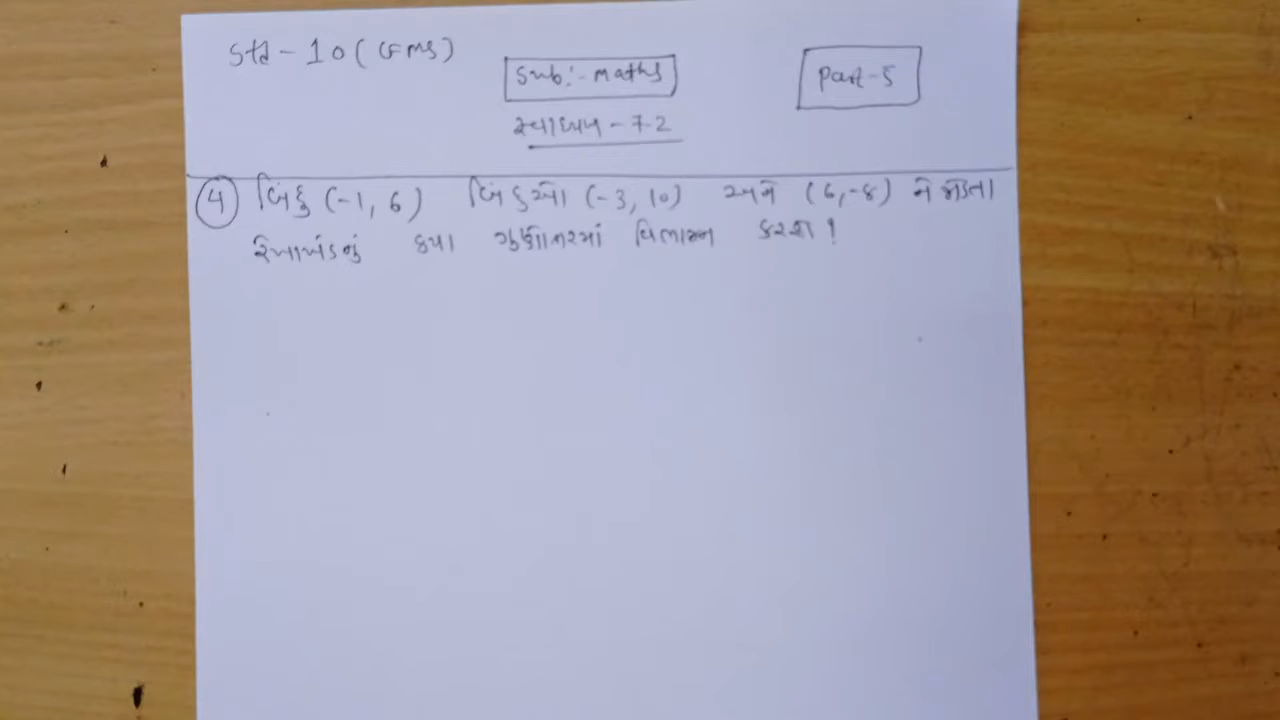 Std - 10 (GMS)
Sub:- maths
Part-5
સ્વાધ્યાય - 7.2
(4) બિંદુ (-1, 6) બિંદુઓ (-3, 10) અને (6, -8) ને જોડતા
રેખાખંડનું કયા ગુણોત્તરમાં વિભાજન કરશે ?